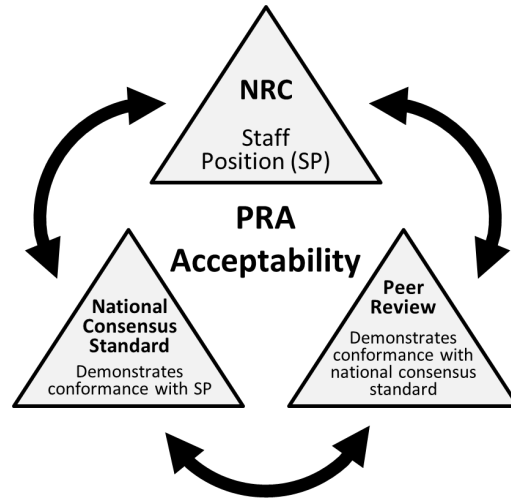 NRC
Staff
Position (SP)
PRA
Acceptability
National
Consensus
Standard
Demonstrates
conformance with SP
Peer
Review
Demonstrates
conformance with
national consensus
standard